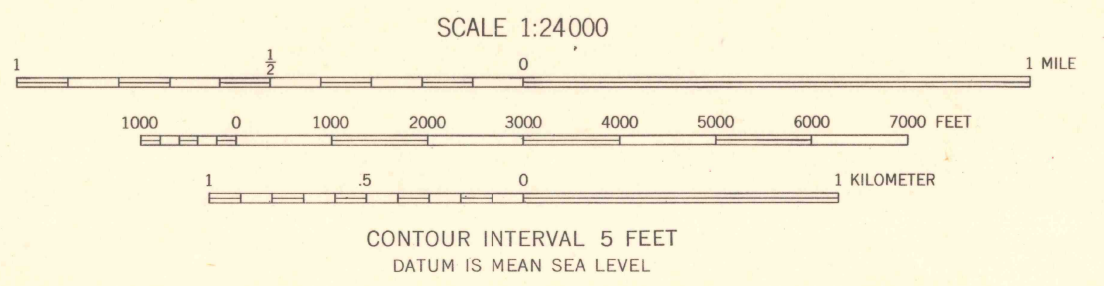 SCALE 1:24000
1 1/2 0 1 MILE
1000 0 1000 2000 3000 4000 5000 6000 7000 FEET
1 .5 0 1 KILOMETER
CONTOUR INTERVAL 5 FEET
DATUM IS MEAN SEA LEVEL